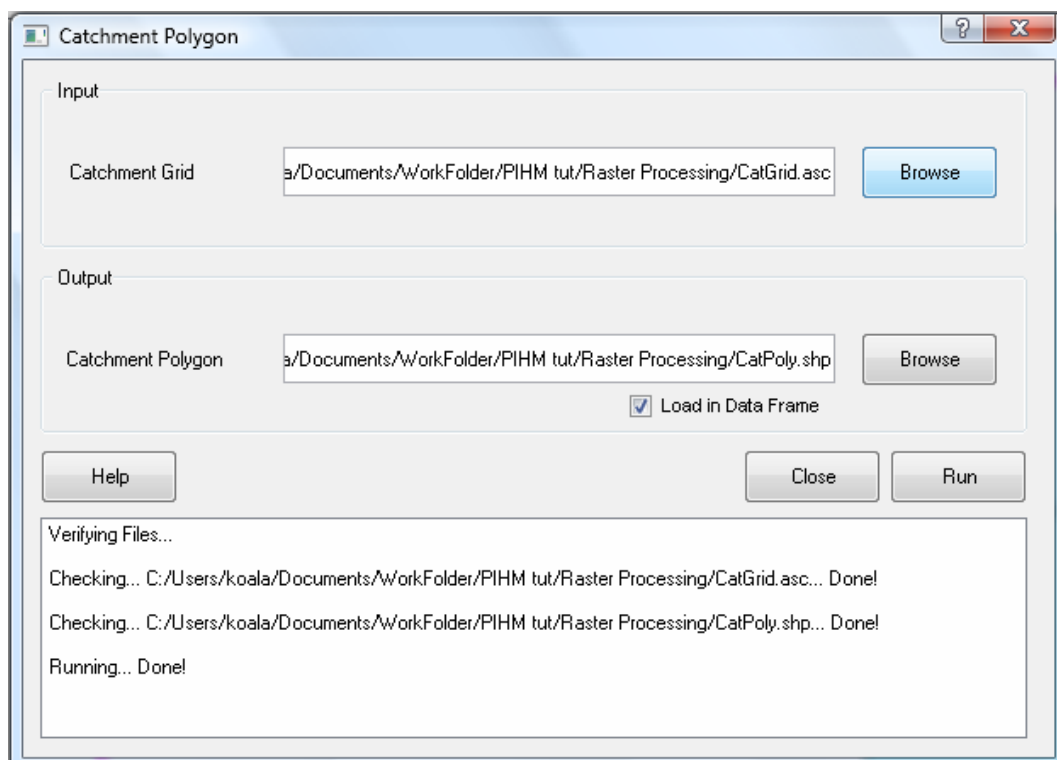 Catchment Polygon
?
X
Input
Catchment Grid
a/Documents/WorkFolder/PIHM tut/Raster Processing/CatGrid.asc
Browse
Output
Catchment Polygon
a/Documents/WorkFolder/PIHM tut/Raster Processing/CatPoly.shp
Browse
Load in Data Frame
Help
Close
Run
Verifying Files...
Checking... C:/Users/koala/Documents/WorkFolder/PIHM tut/Raster Processing/CatGrid.asc... Done!
Checking... C:/Users/koala/Documents/WorkFolder/PIHM tut/Raster Processing/CatPoly.shp... Done!
Running... Done!